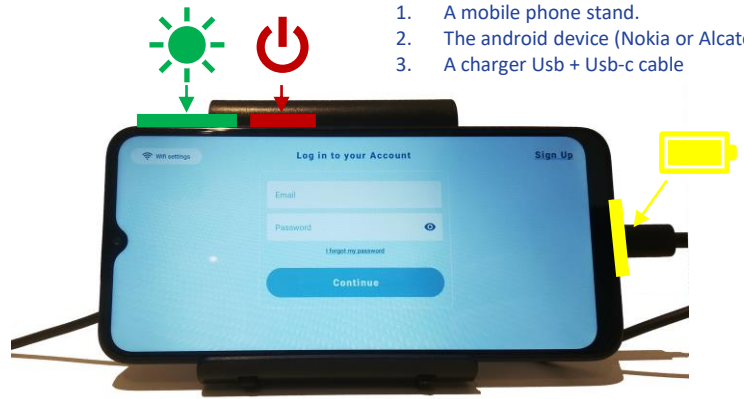 1. A mobile phone stand.
2. The android device (Nokia or Alcate
3. A charger Usb + Usb-c cable
Wifi settings
Log in to your Account
Sign Up
Email
Password
I forgot my password
Continue